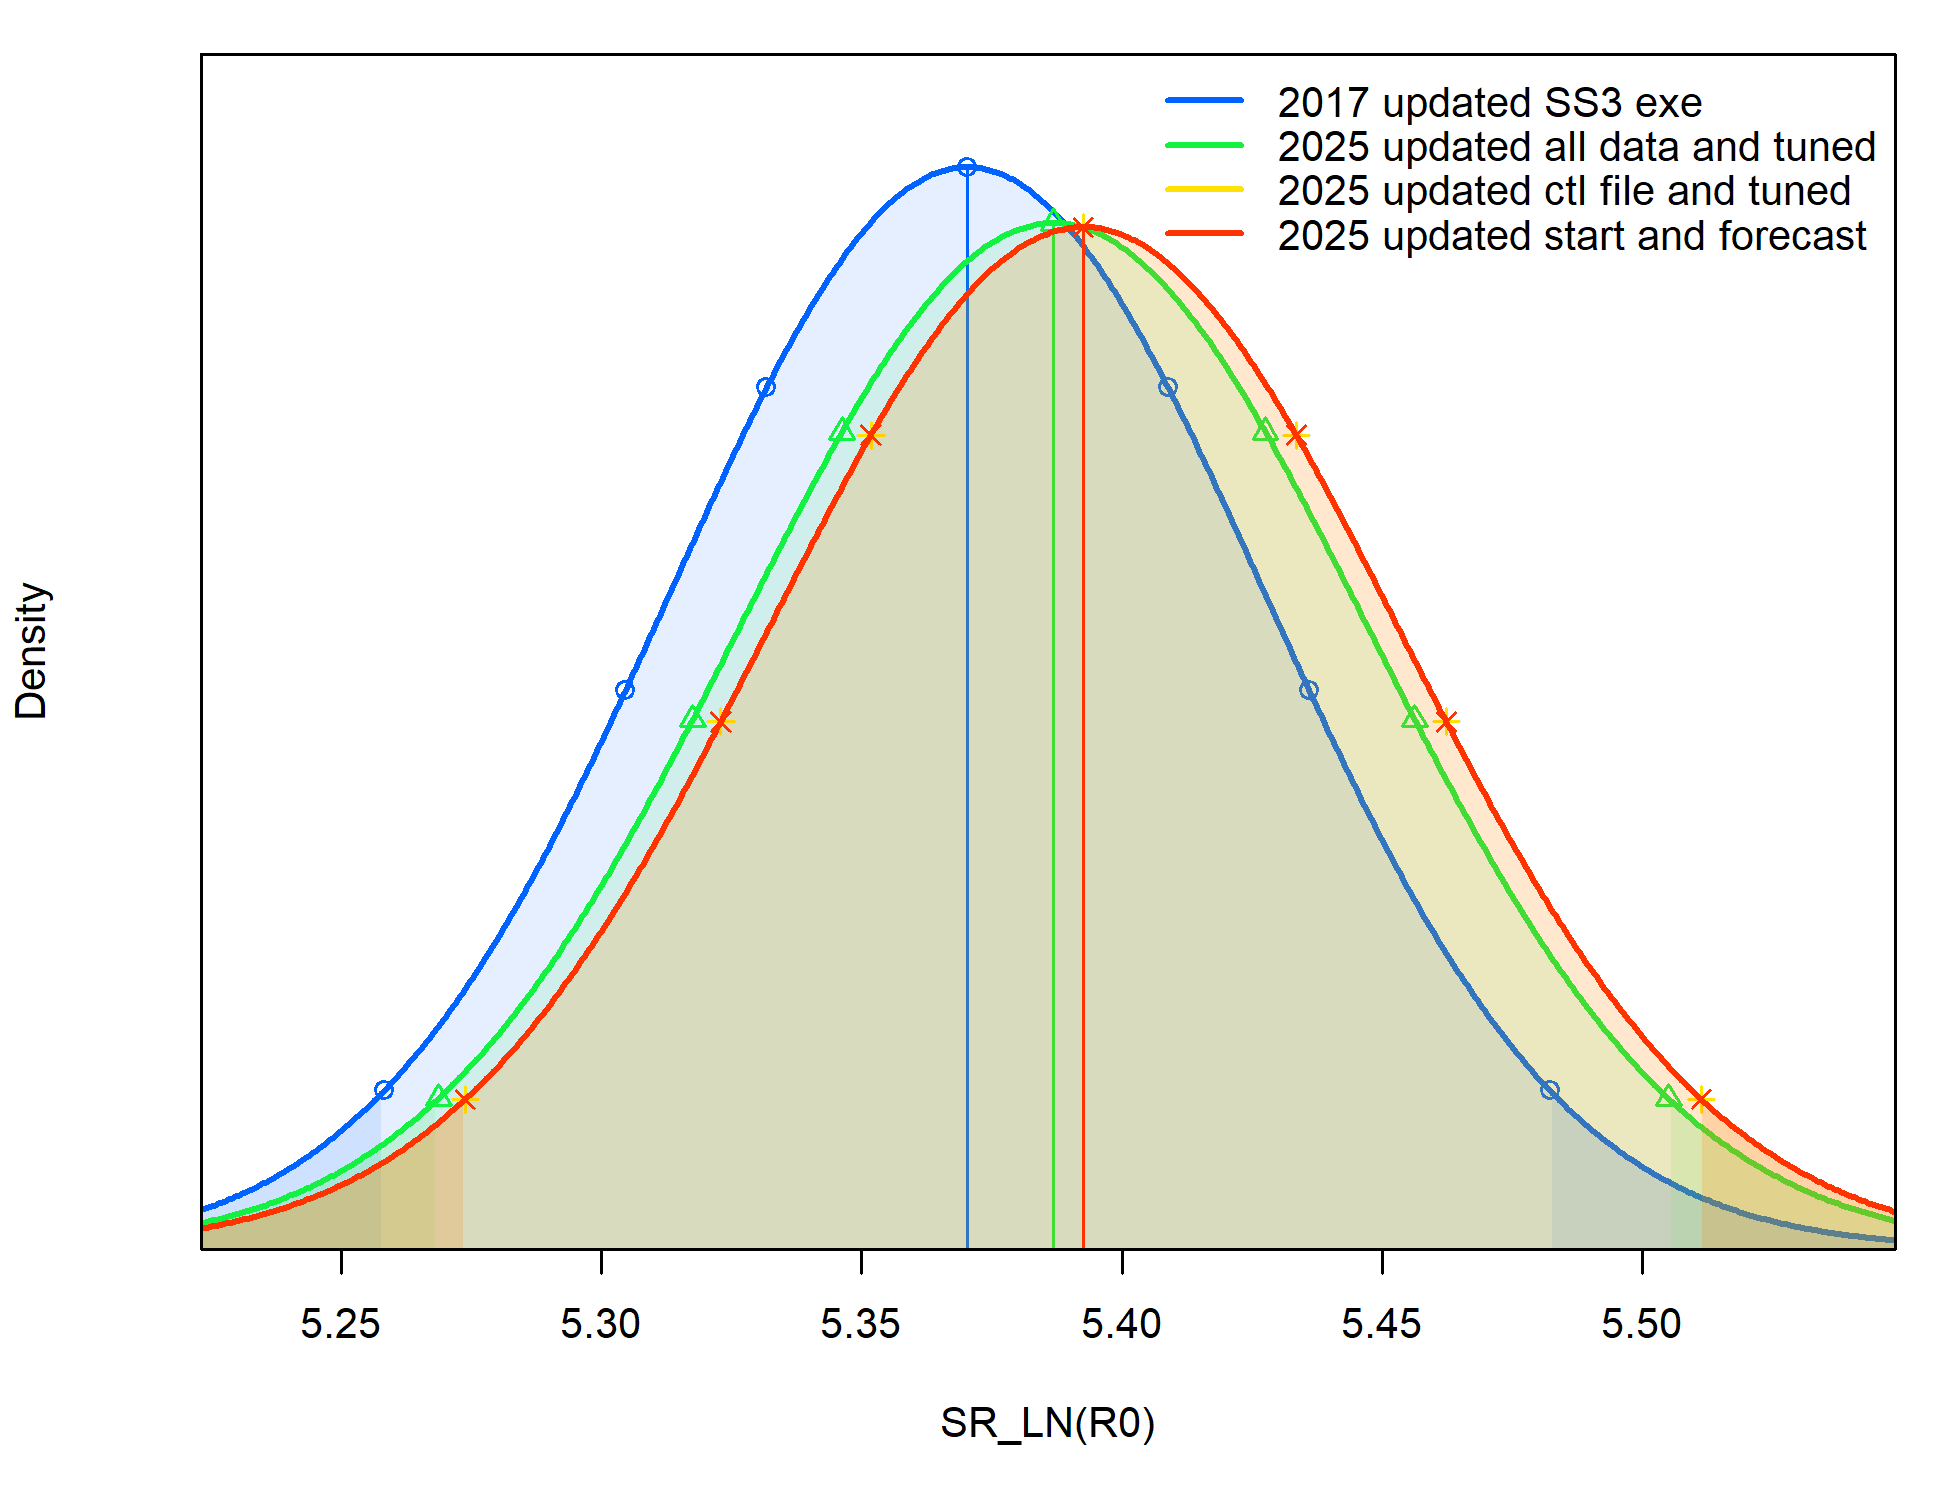 2017 updated SS3 exe
2025 updated all data and tuned
2025 updated ctl file and tuned
2025 updated start and forecast
Density
5.25 5.30 5.35 5.40 5.45 5.50
SR_LN(R0)